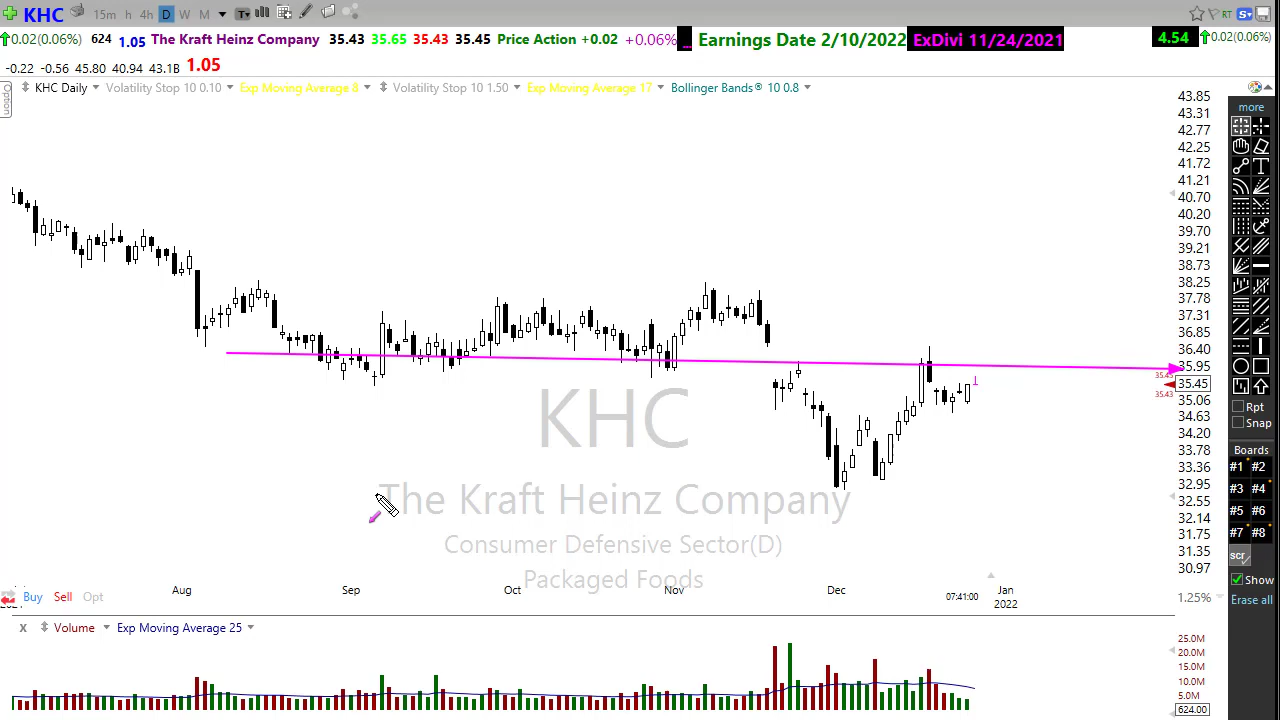 KHC 15m h 4h D W M T RT S
0.02(0.06%) 624 1.05 The Kraft Heinz Company 35.43 35.65 35.43 35.45 Price Action +0.02 +0.06% ... Earnings Date 2/10/2022 ExDivi 11/24/2021 4.54 0.02(0.06%)
-0.22 -0.56 45.80 40.94 43.1B 1.05
Option
KHC Daily Volatility Stop 10 0.10 Exp Moving Average 8 Volatility Stop 10 1.50 Exp Moving Average 17 Bollinger Bands® 10 0.8
43.85
more
43.31
42.77
42.25
41.72
41.21
40.70
40.20
39.70
39.21
38.73
38.25
37.78
37.31
36.85
36.40
35.95
35.45
35.45
35.43
35.06
34.63
34.20
33.78
33.36
32.95
32.55
32.14
31.75
31.35
30.97
Rpt
Snap
Boards
#1 #2
#3 #4
#5 #6
#7 #8
scr
Show
Erase all
KHC
The Kraft Heinz Company
Consumer Defensive Sector(D)
Packaged Foods
Aug Sep Oct Nov Dec 07:41:00 Jan
2022
Buy Sell Opt 1.25%
X Volume Exp Moving Average 25
25.0M
20.0M
15.0M
10.0M
5.0M
624.00